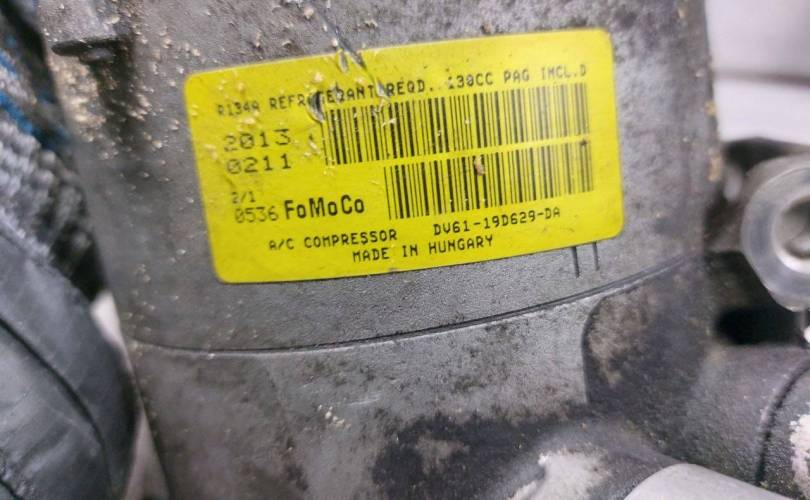 R134A REFRIGERANT REQD. 130CC PAG INCL.D
2013
0211
2/1
0536 FoMoCo
A/C COMPRESSOR DV61-19D629-DA
MADE IN HUNGARY